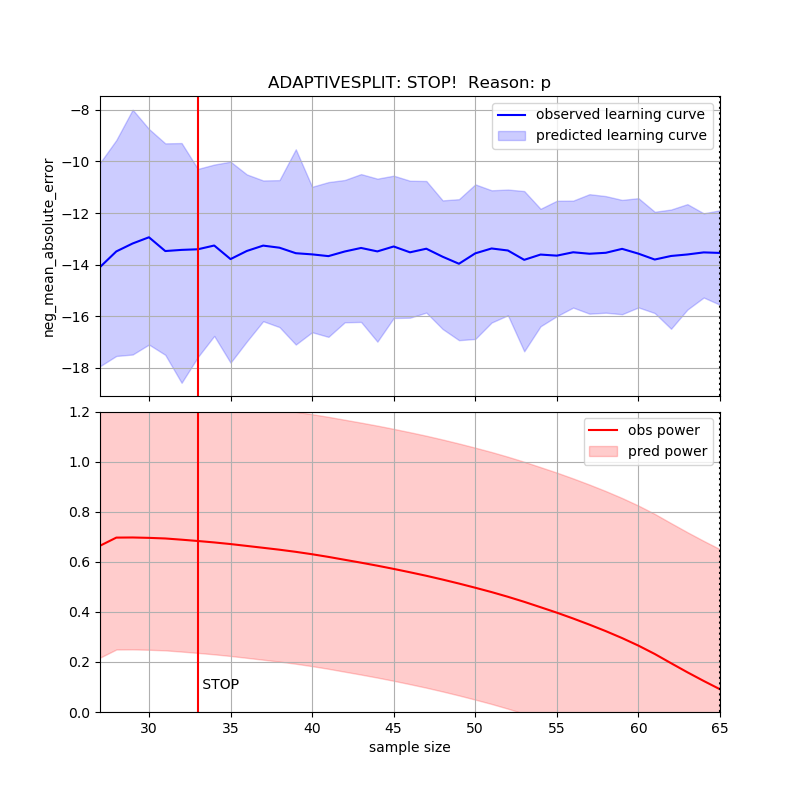 ADAPTIVESPLIT: STOP!  Reason: p
neg_mean_absolute_error
−8
−10
−12
−14
−16
−18
observed learning curve
predicted learning curve
1.2
1.0
0.8
0.6
0.4
0.2
0.0
obs power
pred power
STOP
30 35 40 45 50 55 60 65
sample size